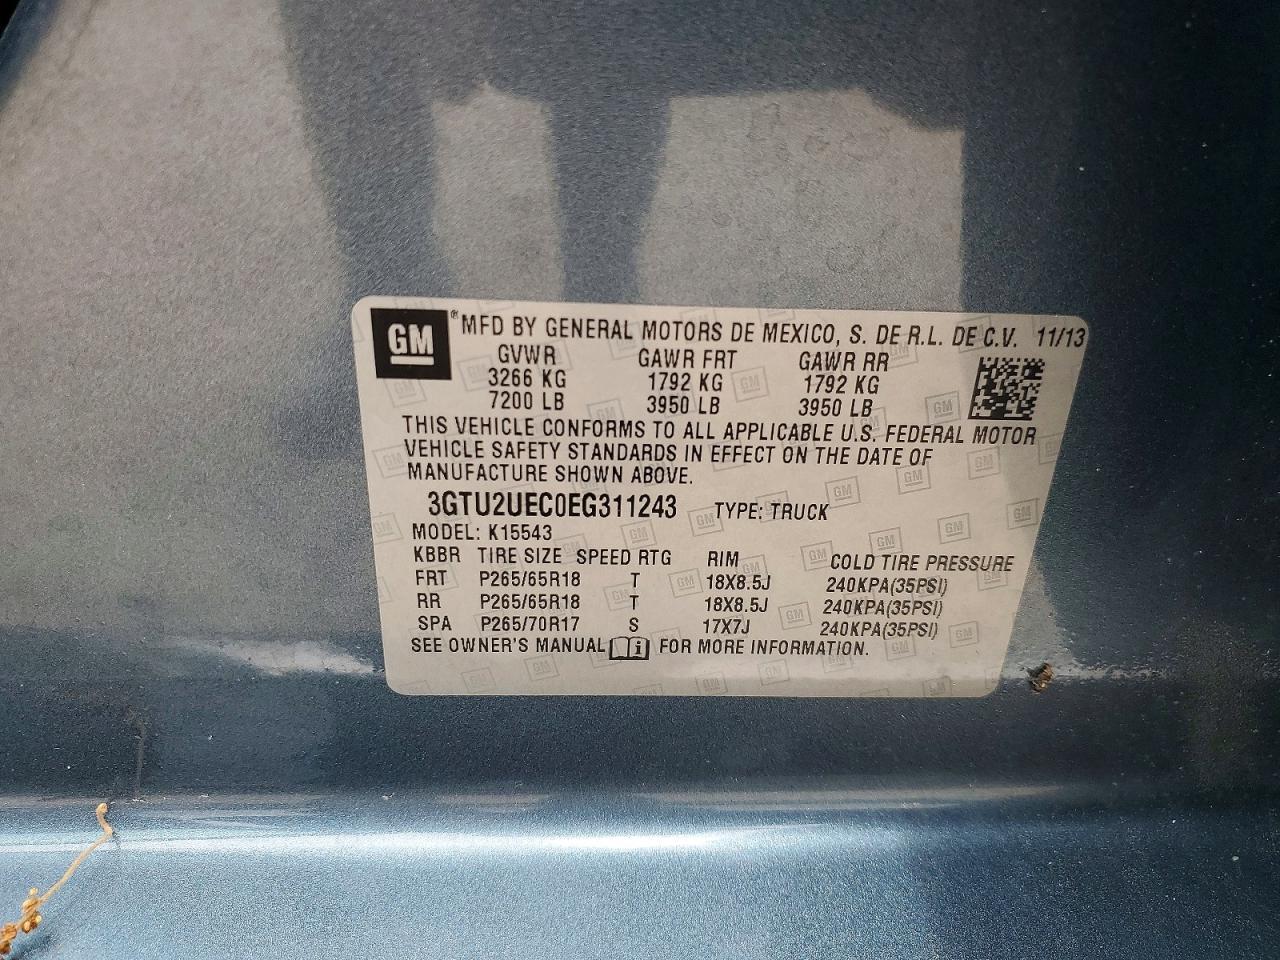 GM ® MFD BY GENERAL MOTORS DE MEXICO, S. DE R.L. DE C.V. 11/13
GVWR GAWR FRT GAWR RR
3266 KG 1792 KG 1792 KG
7200 LB 3950 LB 3950 LB
THIS VEHICLE CONFORMS TO ALL APPLICABLE U.S. FEDERAL MOTOR
VEHICLE SAFETY STANDARDS IN EFFECT ON THE DATE OF
MANUFACTURE SHOWN ABOVE.
3GTU2UEC0EG311243 TYPE: TRUCK
MODEL: K15543
KBBR TIRE SIZE SPEED RTG RIM COLD TIRE PRESSURE
FRT P265/65R18 T 18X8.5J 240KPA(35PSI)
RR P265/65R18 T 18X8.5J 240KPA(35PSI)
SPA P265/70R17 S 17X7J 240KPA(35PSI)
SEE OWNER'S MANUAL i FOR MORE INFORMATION.